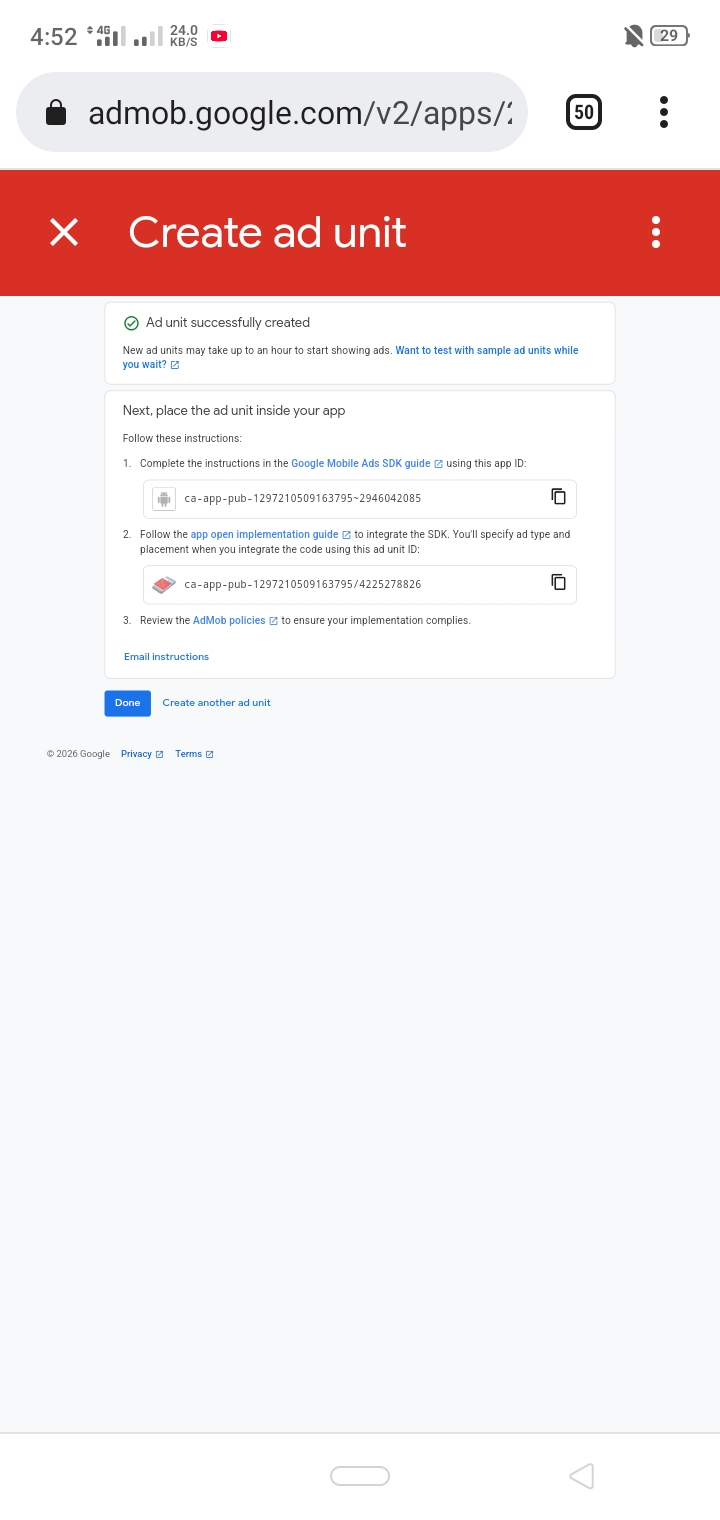 4:52 4G 24.0 KB/S 29
admob.google.com/v2/apps/ 50
Create ad unit
Ad unit successfully created
New ad units may take up to an hour to start showing ads. Want to test with sample ad units while
you wait?
Next, place the ad unit inside your app
Follow these instructions:
1. Complete the instructions in the Google Mobile Ads SDK guide using this app ID:
ca-app-pub-1297210509163795~2946042085
2. Follow the app open implementation guide to integrate the SDK. You'll specify ad type and
placement when you integrate the code using this ad unit ID:
ca-app-pub-1297210509163795/4225278826
3. Review the AdMob policies to ensure your implementation complies.
Email instructions
Done Create another ad unit
© 2026 Google Privacy Terms